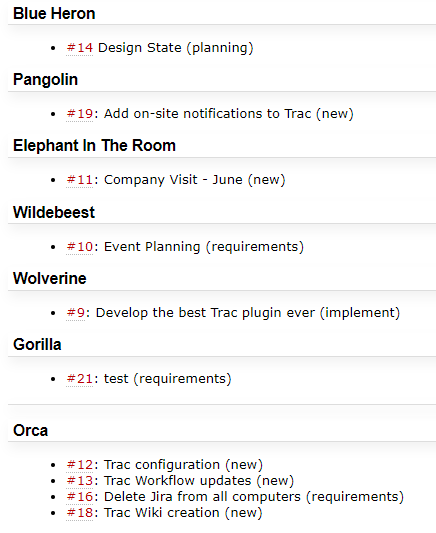 Blue Heron
#14 Design State (planning)
Pangolin
#19: Add on-site notifications to Trac (new)
Elephant In The Room
#11: Company Visit - June (new)
Wildebeest
#10: Event Planning (requirements)
Wolverine
#9: Develop the best Trac plugin ever (implement)
Gorilla
#21: test (requirements)
Orca
#12: Trac configuration (new)
#13: Trac Workflow updates (new)
#16: Delete Jira from all computers (requirements)
#18: Trac Wiki creation (new)